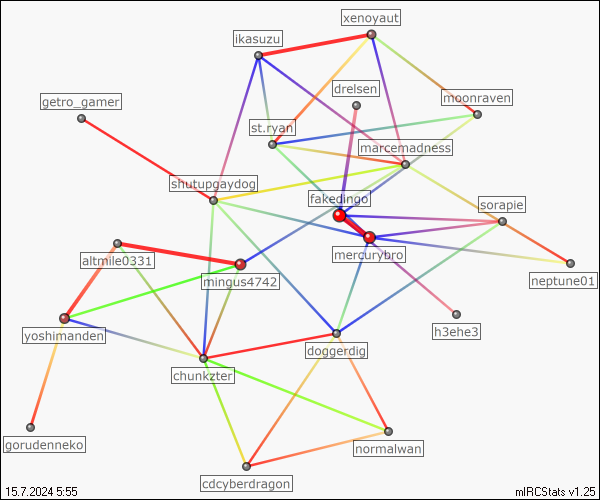 xenoyaut
ikasuzu
drelsen
getro_gamer
moonraven
st.ryan
marcemadness
shutupgaydog
fakedingo
sorapie
mercurybro
altmile0331
mingus4742
neptune01
h3ehe3
yoshimanden
doggerdig
chunkzter
gorudenneko
normalwan
cdcyberdragon
15.7.2024 5:55
mIRCStats v1.25